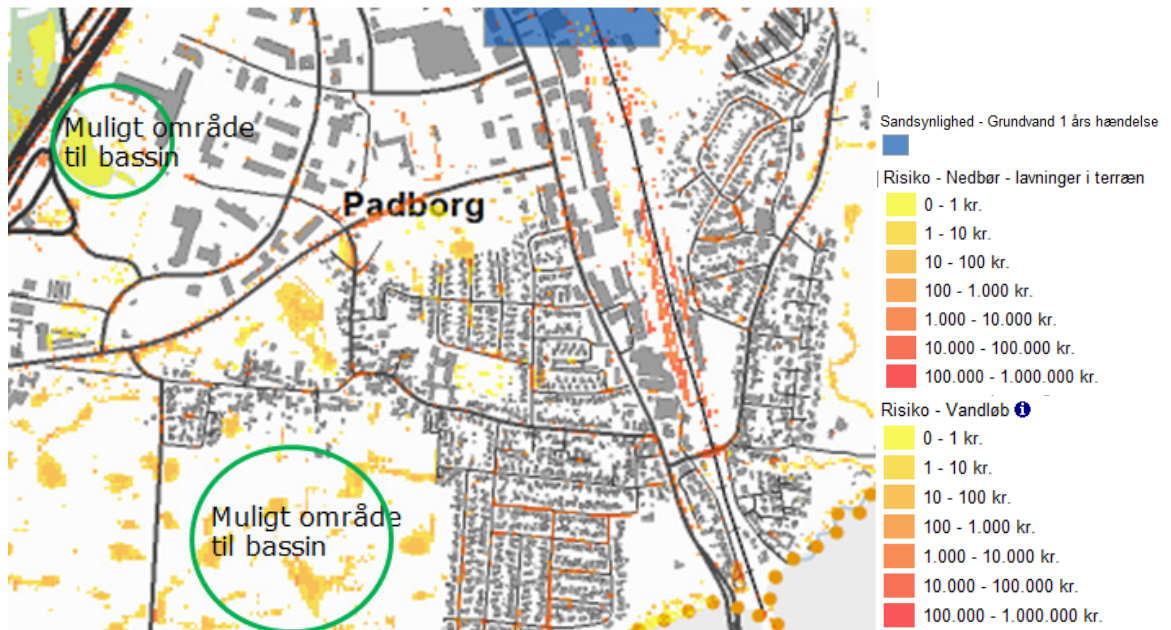 Muligt område
til bassin
Padborg
Muligt område
til bassin
Sandsynlighed - Grundvand 1 års hændelse
Risiko - Nedbør - lavninger i terræn
0 - 1 kr.
1 - 10 kr.
10 - 100 kr.
100 - 1.000 kr.
1.000 - 10.000 kr.
10.000 - 100.000 kr.
100.000 - 1.000.000 kr.
Risiko - Vandløb i
0 - 1 kr.
1 - 10 kr.
10 - 100 kr.
100 - 1.000 kr.
1.000 - 10.000 kr.
10.000 - 100.000 kr.
100.000 - 1.000.000 kr.